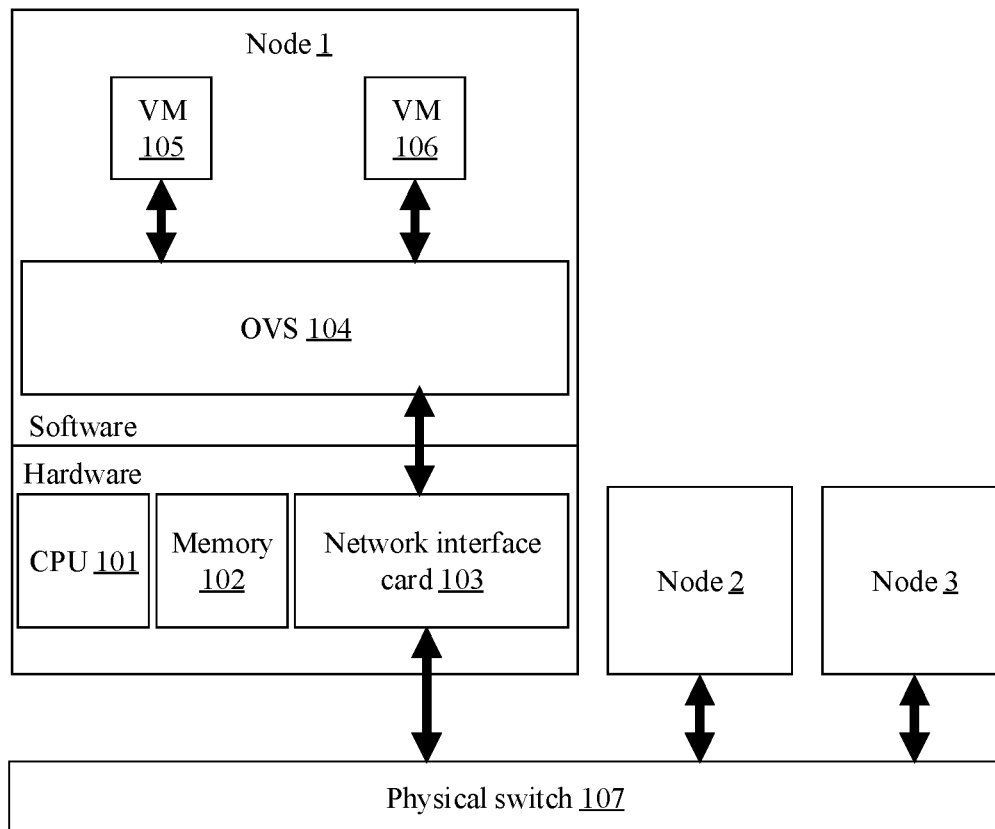 Node 1
VM
105
VM
106
OVS 104
Software
Hardware
CPU 101
Memory
102
Network interface
card 103
Node 2
Node 3
Physical switch 107